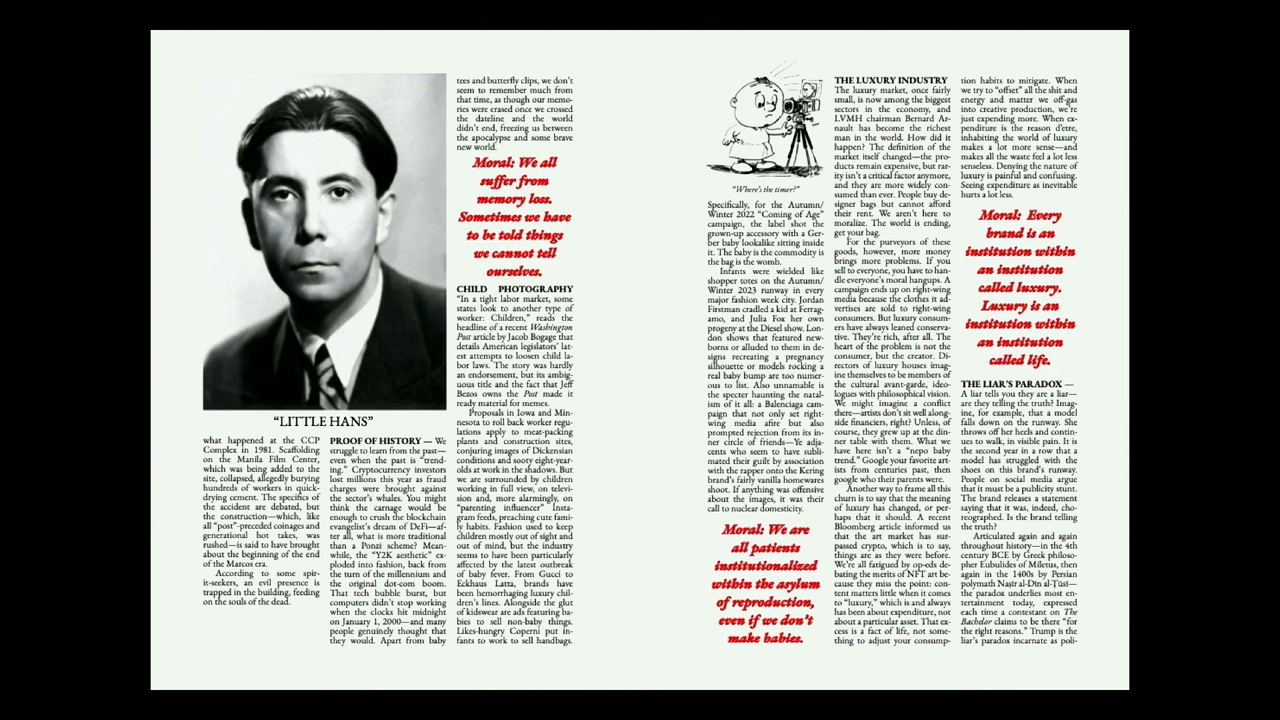 “LITTLE HANS”
what happened at the CCP
Complex in 1981. Scaffolding
on the Manila Film Center,
which was being added to the
site, collapsed, allegedly burying
hundreds of workers in quick-
drying cement. The specifics of
the accident are debated, but
the construction—which, like
all “post”-preceded coinages and
generational hot takes, was
rushed—is said to have brought
about the beginning of the end
of the Marcos era.
According to some spir-
it-seekers, an evil presence is
trapped in the building, feeding
on the souls of the dead.
PROOF OF HISTORY — We
struggle to learn from the past—
even when the past is “trend-
ing.” Cryptocurrency investors
lost millions this year as fraud
charges were brought against
the sector’s whales. You might
think the carnage would be
enough to crush the blockchain
evangelist’s dream of DeFi—af-
ter all, what is more traditional
than a Ponzi scheme? Mean-
while, the “Y2K aesthetic” ex-
ploded into fashion, back from
the turn of the millennium and
the original dot-com boom.
That tech bubble burst, but
computers didn’t stop working
when the clocks hit midnight
on January 1, 2000—and many
people genuinely thought that
they would. Apart from baby
tees and butterfly clips, we don’t
seem to remember much from
that time, as though our memo-
ries were erased once we crossed
the dateline and the world
didn’t end, freezing us between
the apocalypse and some brave
new world.
Moral: We all
suffer from
memory loss.
Sometimes we have
to be told things
we cannot tell
ourselves.
CHILD PHOTOGRAPHY
“In a tight labor market, some
states look to another type of
worker: Children,” reads the
headline of a recent Washington
Post article by Jacob Bogage that
details American legislators’ lat-
est attempts to loosen child la-
bor laws. The story was hardly
an endorsement, but its ambig-
uous title and the fact that Jeff
Bezos owns the Post made it
ready material for memes.
Proposals in Iowa and Min-
nesota to roll back worker regu-
lations apply to meat-packing
plants and construction sites,
conjuring images of Dickensian
conditions and sooty eight-year-
olds at work in the shadows. But
we are surrounded by children
working in full view, on televi-
sion and, more alarmingly, on
“parenting influencer” Insta-
gram feeds, preaching cute fami-
ly habits. Fashion used to keep
children mostly out of sight and
out of mind, but the industry
seems to have been particularly
affected by the latest outbreak
of baby fever. From Gucci to
Eckhaus Latta, brands have
been hemorrhaging luxury chil-
dren’s lines. Alongside the glut
of kidswear are ads featuring ba-
bies to sell non-baby things.
Likes-hungry Coperni put in-
fants to work to sell handbags.
“Where’s the timer?”
Specifically, for the Autumn/
Winter 2022 “Coming of Age”
campaign, the label shot the
grown-up accessory with a Ger-
ber baby lookalike sitting inside
it. The baby is the commodity is
the bag is the womb.
Infants were wielded like
shopper totes on the Autumn/
Winter 2023 runway in every
major fashion week city. Jordan
Firstman cradled a kid at Ferrag-
amo, and Julia Fox her own
progeny at the Diesel show. Lon-
don shows that featured new-
borns or alluded to them in de-
signs recreating a pregnancy
silhouette or models rocking a
real baby bump are too numer-
ous to list. Also unnamable is
the specter haunting the natal-
ism of it all: a Balenciaga cam-
paign that not only set right-
wing media afire but also
prompted rejection from its in-
ner circle of friends—Ye adja-
cents who seem to have subli-
mated their guilt by association
with the rapper onto the Kering
brand’s fairly vanilla homewares
shoot. If anything was offensive
about the images, it was their
call to nuclear domesticity.
Moral: We are
all patients
institutionalized
within the asylum
of reproduction,
even if we don’t
make babies.
THE LUXURY INDUSTRY
The luxury market, once fairly
small, is now among the biggest
sectors in the economy, and
LVMH chairman Bernard Ar-
nault has become the richest
man in the world. How did it
happen? The definition of the
market itself changed—the pro-
ducts remain expensive, but rar-
ity isn’t a critical factor anymore,
and they are more widely con-
sumed than ever. People buy de-
signer bags but cannot afford
their rent. We aren’t here to
moralize. The world is ending,
get your bag.
For the purveyors of these
goods, however, more money
brings more problems. If you
sell to everyone, you have to han-
dle everyone’s moral hangups. A
campaign ends up on right-wing
media because the clothes it ad-
vertises are sold to right-wing
consumers. But luxury consum-
ers have always leaned conserva-
tive. They’re rich, after all. The
heart of the problem is not the
consumer, but the creator. Di-
rectors of luxury houses imag-
ine themselves to be members of
the cultural avant-garde, ideo-
logues with philosophical vision.
We might imagine a conflict
there—artists don’t sit well along-
side financiers, right? Unless, of
course, they grew up at the din-
ner table with them. What we
have here isn’t a “nepo baby
trend.” Google your favorite art-
ists from centuries past, then
google who their parents were.
Another way to frame all this
churn is to say that the meaning
of luxury has changed, or per-
haps that it should. A recent
Bloomberg article informed us
that the art market has sur-
passed crypto, which is to say,
things are as they were before.
We’re all fatigued by op-eds de-
bating the merits of NFT art be-
cause they miss the point: con-
tent matters little when it comes
to “luxury,” which is and always
has been about expenditure, not
about a particular asset. That ex-
cess is a fact of life, not some-
thing to adjust your consump-
tion habits to mitigate. When
we try to “offset” all the shit and
energy and matter we off-gas
into creative production, we’re
just expending more. When ex-
penditure is the reason d’etre,
inhabiting the world of luxury
makes a lot more sense—and
makes all the waste feel a lot less
senseless. Denying the nature of
luxury is painful and confusing.
Seeing expenditure as inevitable
hurts a lot less.
Moral: Every
brand is an
institution within
an institution
called luxury.
Luxury is an
institution within
an institution
called life.
THE LIAR’S PARADOX —
A liar tells you they are a liar—
are they telling the truth? Imag-
ine, for example, that a model
falls down on the runway. She
throws off her heels and contin-
ues to walk, in visible pain. It is
the second year in a row that a
model has struggled with the
shoes on this brand’s runway.
People on social media argue
that it must be a publicity stunt.
The brand releases a statement
saying that it was, indeed, cho-
reographed. Is the brand telling
the truth?
Articulated again and again
throughout history—in the 4th
century BCE by Greek philoso-
pher Eubulides of Miletus, then
again in the 1400s by Persian
polymath Naṣīr al-Dīn al-Ṭūsī—
the paradox underlies most en-
tertainment today, expressed
each time a contestant on The
Bachelor claims to be there “for
the right reasons.” Trump is the
liar’s paradox incarnate as poli-